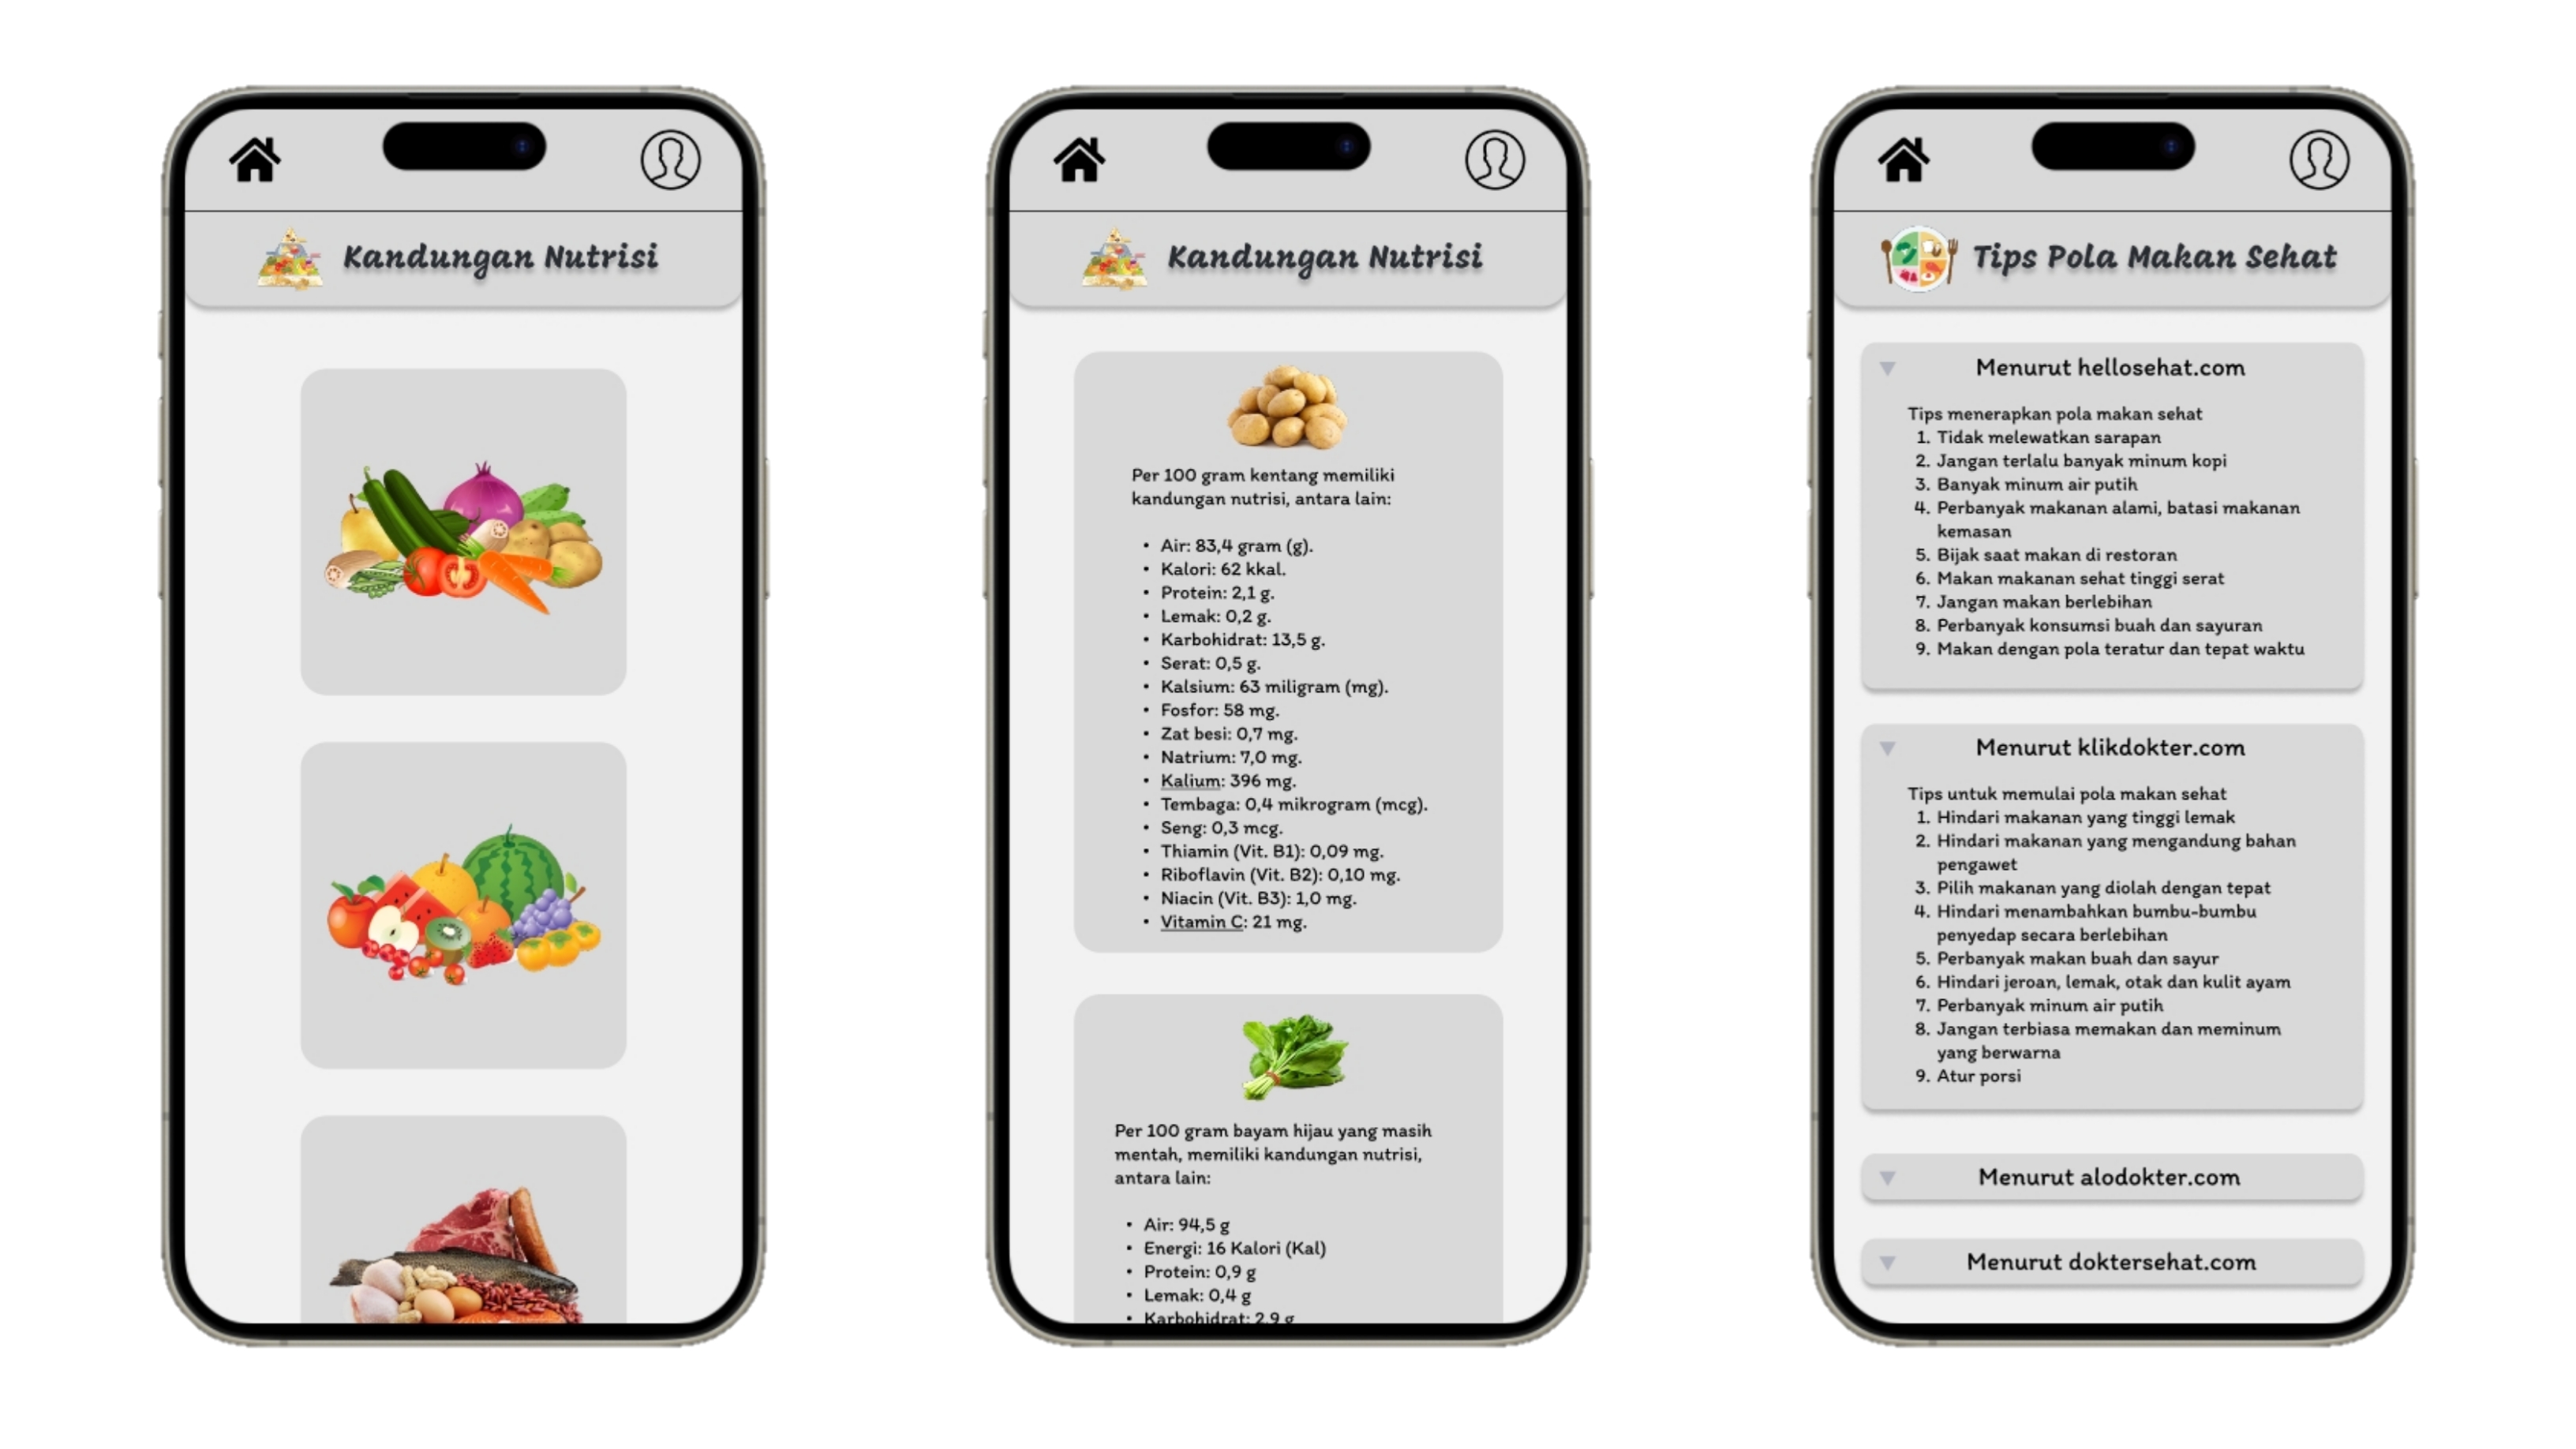 Kandungan Nutrisi
Kandungan Nutrisi
Per 100 gram kentang memiliki
kandungan nutrisi, antara lain:
• Air: 83,4 gram (g).
• Kalori: 62 kkal.
• Protein: 2,1 g.
• Lemak: 0,2 g.
• Karbohidrat: 13,5 g.
• Serat: 0,5 g.
• Kalsium: 63 miligram (mg).
• Fosfor: 58 mg.
• Zat besi: 0,7 mg.
• Natrium: 7,0 mg.
• Kalium: 396 mg.
• Tembaga: 0,4 mikrogram (mcg).
• Seng: 0,3 mcg.
• Thiamin (Vit. B1): 0,09 mg.
• Riboflavin (Vit. B2): 0,10 mg.
• Niacin (Vit. B3): 1,0 mg.
• Vitamin C: 21 mg.
Per 100 gram bayam hijau yang masih
mentah, memiliki kandungan nutrisi,
antara lain:
• Air: 94,5 g
• Energi: 16 Kalori (Kal)
• Protein: 0,9 g
• Lemak: 0,4 g
• Karbohidrat: 2,9 g
Tips Pola Makan Sehat
Menurut hellosehat.com
Tips menerapkan pola makan sehat
1. Tidak melewatkan sarapan
2. Jangan terlalu banyak minum kopi
3. Banyak minum air putih
4. Perbanyak makanan alami, batasi makanan
kemasan
5. Bijak saat makan di restoran
6. Makan makanan sehat tinggi serat
7. Jangan makan berlebihan
8. Perbanyak konsumsi buah dan sayuran
9. Makan dengan pola teratur dan tepat waktu
Menurut klikdokter.com
Tips untuk memulai pola makan sehat
1. Hindari makanan yang tinggi lemak
2. Hindari makanan yang mengandung bahan
pengawet
3. Pilih makanan yang diolah dengan tepat
4. Hindari menambahkan bumbu-bumbu
penyedap secara berlebihan
5. Perbanyak makan buah dan sayur
6. Hindari jeroan, lemak, otak dan kulit ayam
7. Perbanyak minum air putih
8. Jangan terbiasa memakan dan meminum
yang berwarna
9. Atur porsi
Menurut alodokter.com
Menurut doktersehat.com